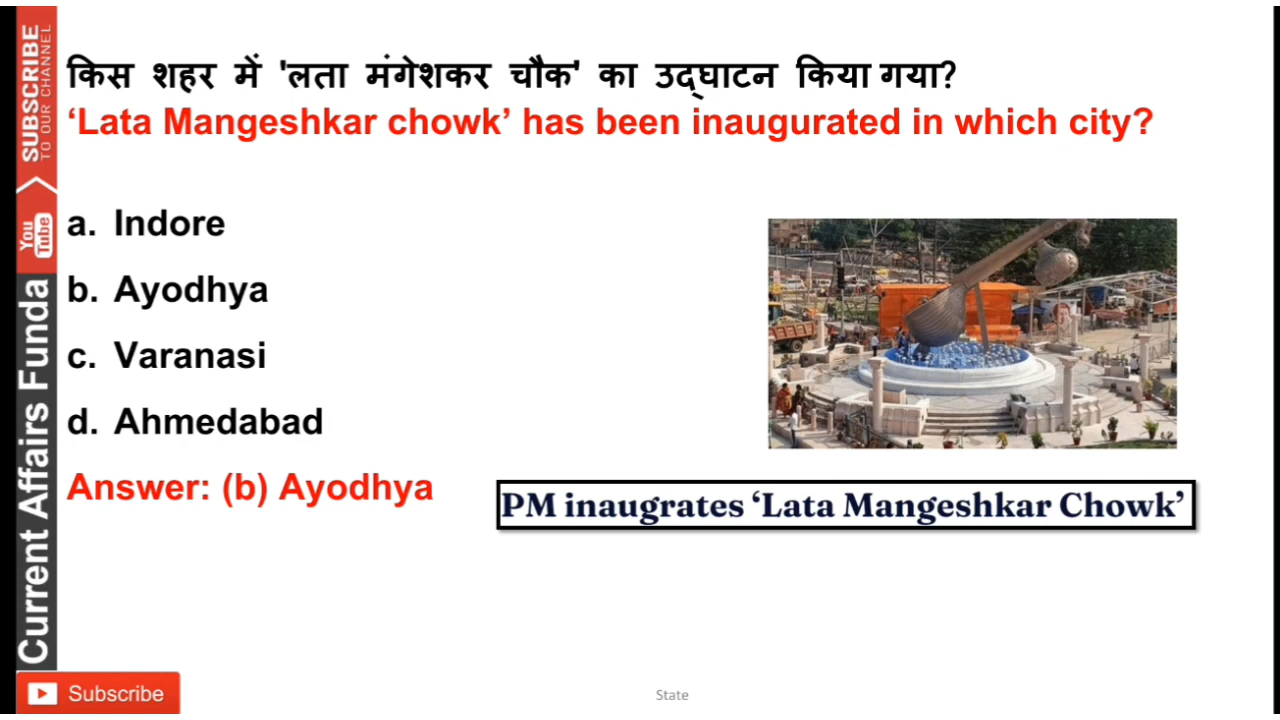 किस शहर में 'लता मंगेशकर चौक' का उद्‌घाटन किया गया?
‘Lata Mangeshkar chowk’ has been inaugurated in which city?
a. Indore
b. Ayodhya
c. Varanasi
d. Ahmedabad
Answer: (b) Ayodhya
PM inaugrates ‘Lata Mangeshkar Chowk’
SUBSCRIBE
TO OUR CHANNEL
You
Tube
Current Affairs Funda
Subscribe
State